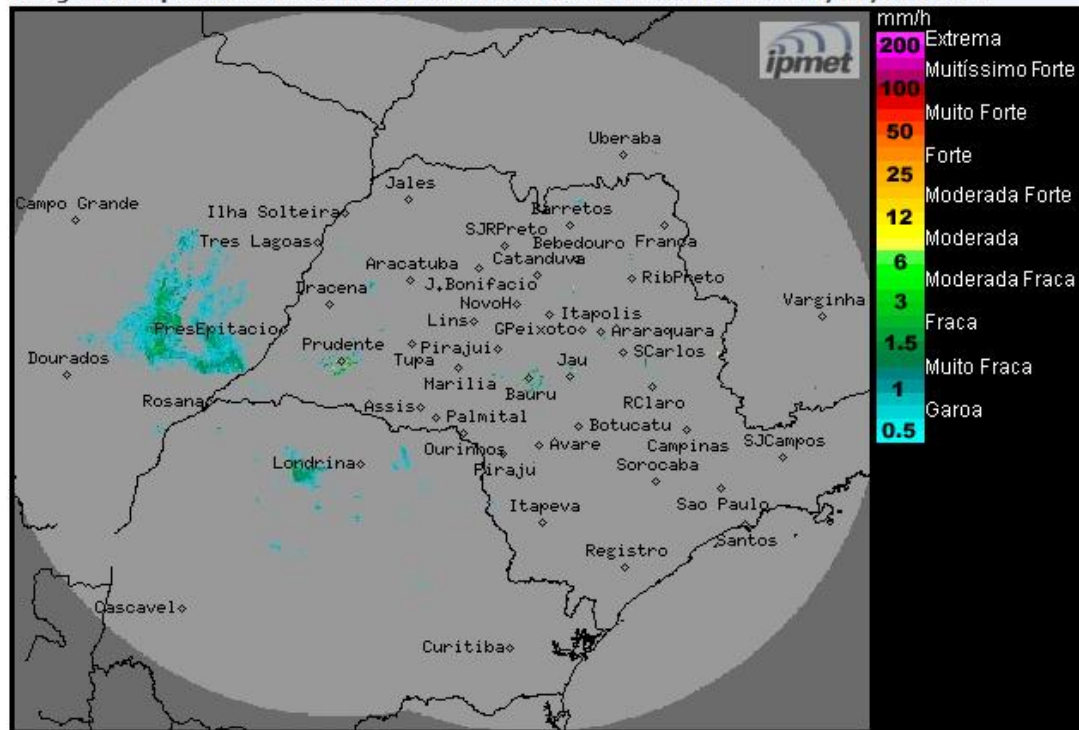 mm/h
200 Extrema
Muitíssimo Forte
100
Muito Forte
50
Forte
25
Moderada Forte
12
Moderada
6
Moderada Fraca
3
Fraca
1.5
Muito Fraca
1
Garoa
0.5
ipmet
Uberaba
Jales
Campo Grande
Ilha Solteira
Barretos
Tres Lagoas
SJRPreto
Bebedouro
Franca
Aracatuba
Catanduva
RibPreto
Dracena
J.Bonifacio
NovoH
Varginha
Itapolis
Lins
GPeixoto
Araraquara
PresEpitacio
Prudente
Pirajui
SCarlos
Dourados
Tupa
Jau
Marilia
Bauru
Rosana
Assis
RClaro
Palmital
Botucatu
Ourinhos
Avare
Campinas
SJCampos
Londrina
Piraju
Sorocaba
Itapeva
Sao Paulo
Santos
Registro
Cascavel
Curitiba